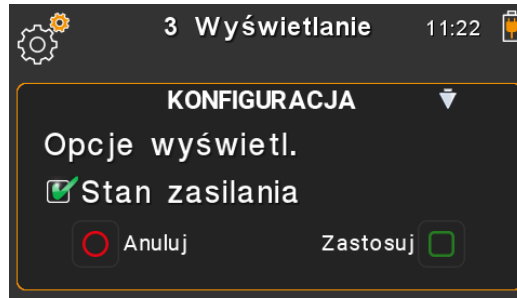 3 Wyświetlanie 11:22
KONFIGURACJA
Opcje wyświetl.
Stan zasilania
Anuluj Zastosuj